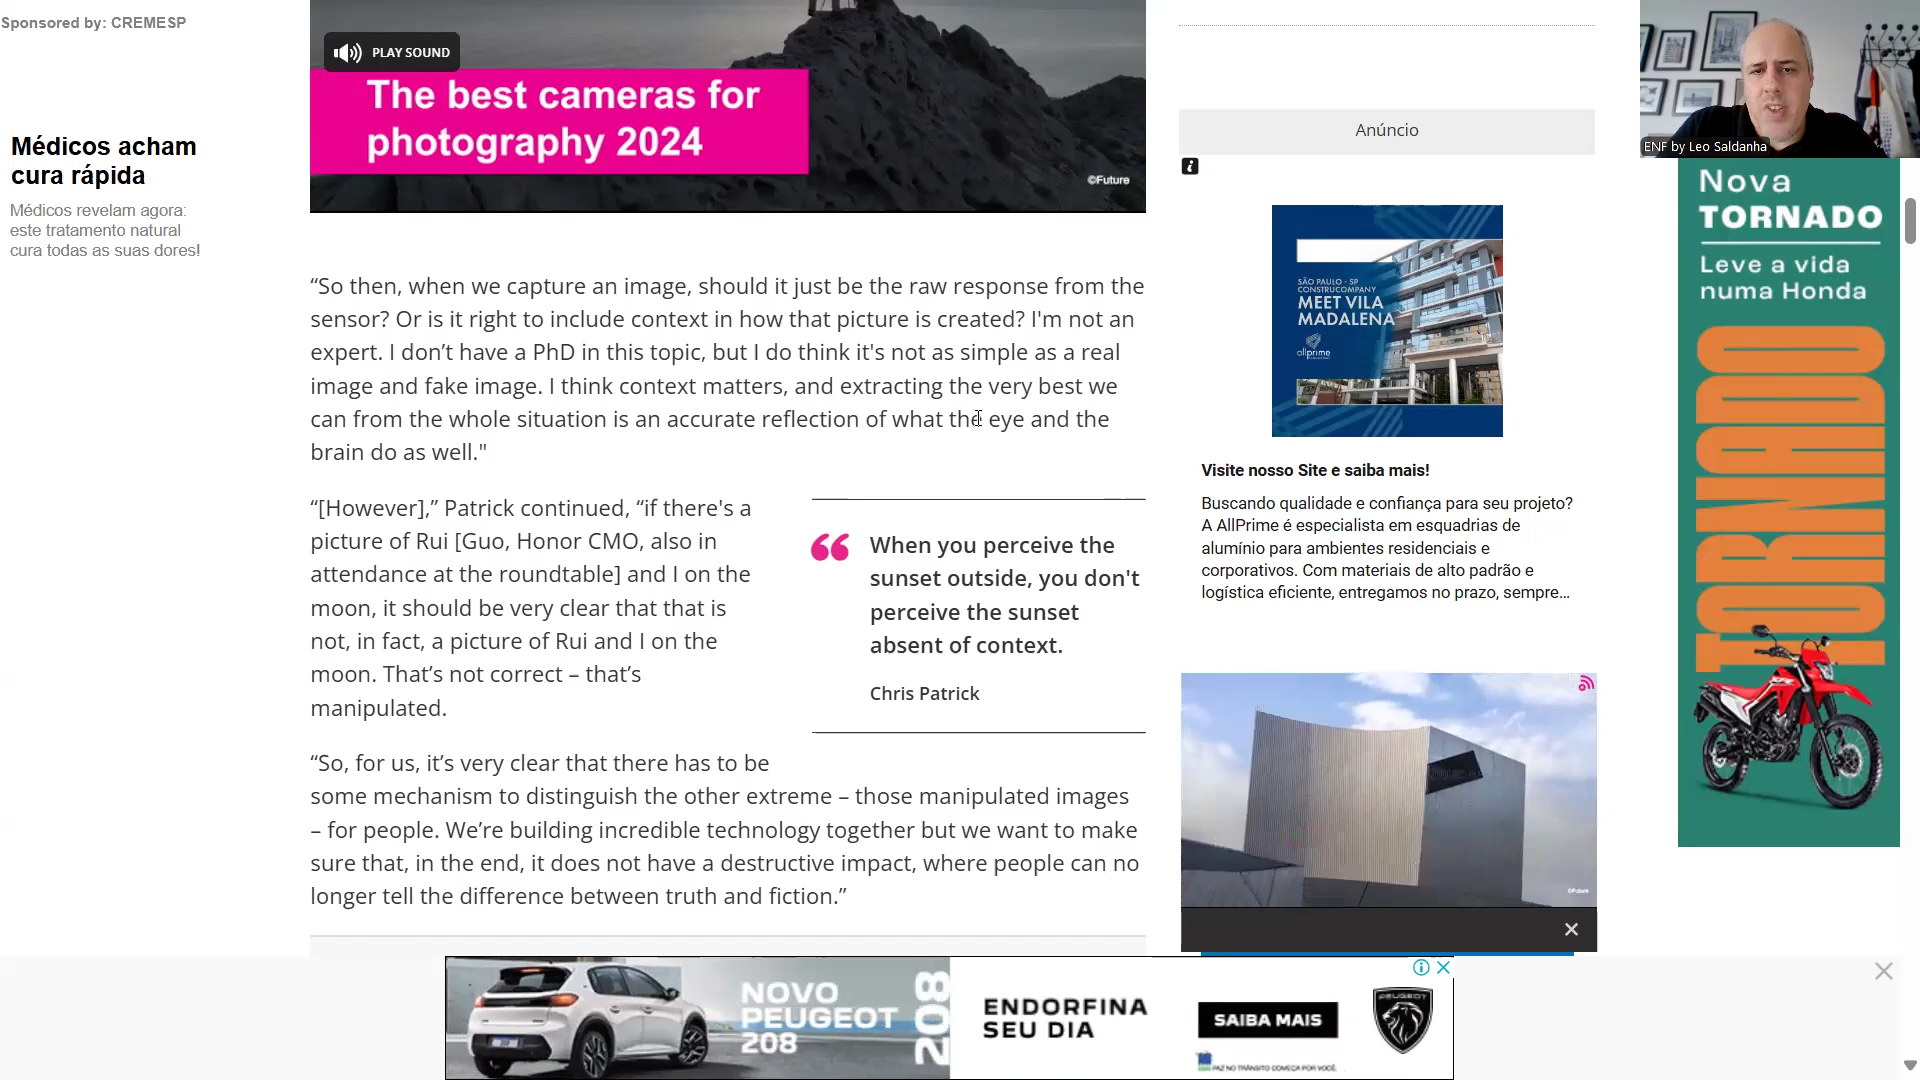 Sponsored by: CREMESP
Médicos acham
cura rápida
Médicos revelam agora:
este tratamento natural
cura todas as suas dores!
PLAY SOUND
The best cameras for
photography 2024
©Future
“So then, when we capture an image, should it just be the raw response from the
sensor? Or is it right to include context in how that picture is created? I'm not an
expert. I don’t have a PhD in this topic, but I do think it's not as simple as a real
image and fake image. I think context matters, and extracting the very best we
can from the whole situation is an accurate reflection of what the eye and the
brain do as well."
“[However],” Patrick continued, “if there's a
picture of Rui [Guo, Honor CMO, also in
attendance at the roundtable] and I on the
moon, it should be very clear that that is
not, in fact, a picture of Rui and I on the
moon. That’s not correct – that’s
manipulated.
When you perceive the
sunset outside, you don't
perceive the sunset
absent of context.
Chris Patrick
“So, for us, it’s very clear that there has to be
some mechanism to distinguish the other extreme – those manipulated images
– for people. We’re building incredible technology together but we want to make
sure that, in the end, it does not have a destructive impact, where people can no
longer tell the difference between truth and fiction.”
Anúncio
SÃO PAULO - SP
CONSTRUCOMPANY
MEET VILA
MADALENA
allprime
Visite nosso Site e saiba mais!
Buscando qualidade e confiança para seu projeto?
A AllPrime é especialista em esquadrias de
alumínio para ambientes residenciais e
corporativos. Com materiais de alto padrão e
logística eficiente, entregamos no prazo, sempre...
©Future
ENF by Leo Saldanha
Nova
TORNADO
Leve a vida
numa Honda
TORNADO
NOVO
PEUGEOT
208
208
ENDORFINA
SEU DIA
SAIBA MAIS
PEUGEOT
PAZ NO TRÂNSITO COMEÇA POR VOCÊ.